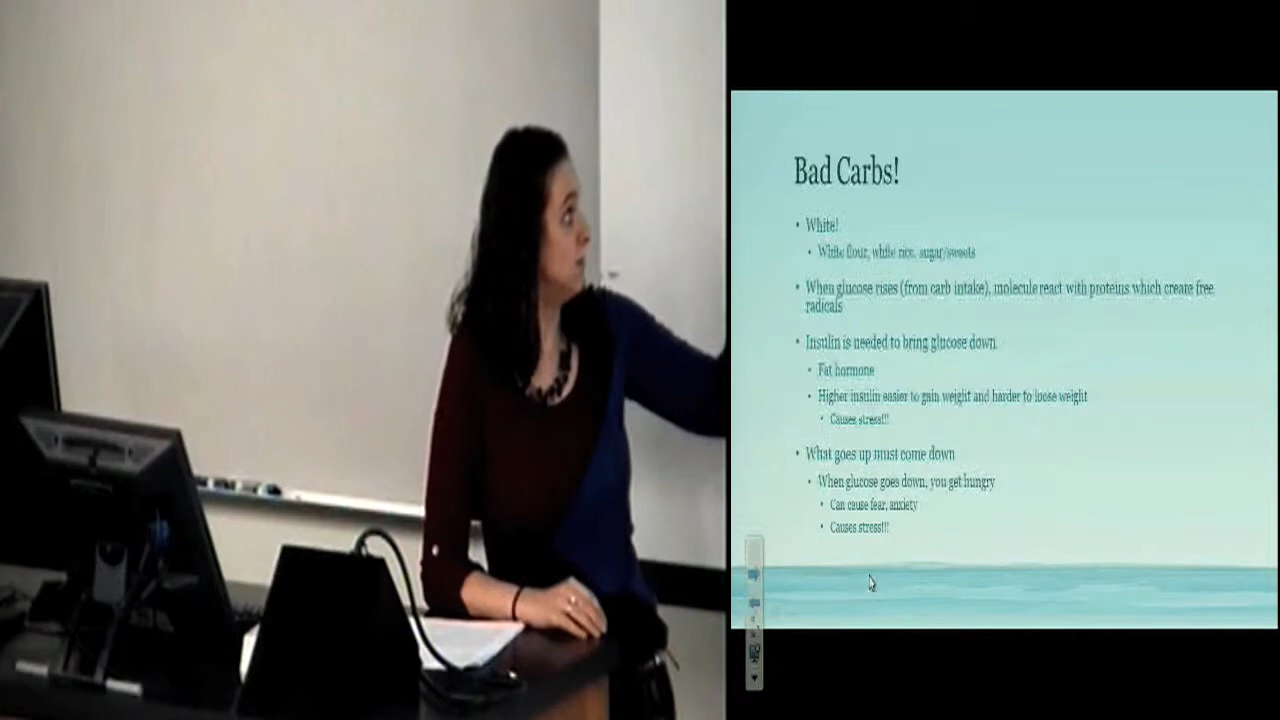 Bad Carbs!
White!
White flour, white rice, sugar/sweets
When glucose rises (from carb intake), molecule react with proteins which create free
radicals
Insulin is needed to bring glucose down.
Fat hormone
Higher insulin easier to gain weight and harder to loose weight
Causes stress!!!
What goes up must come down
When glucose goes down, you get hungry
Can cause fear, anxiety
Causes stress!!!